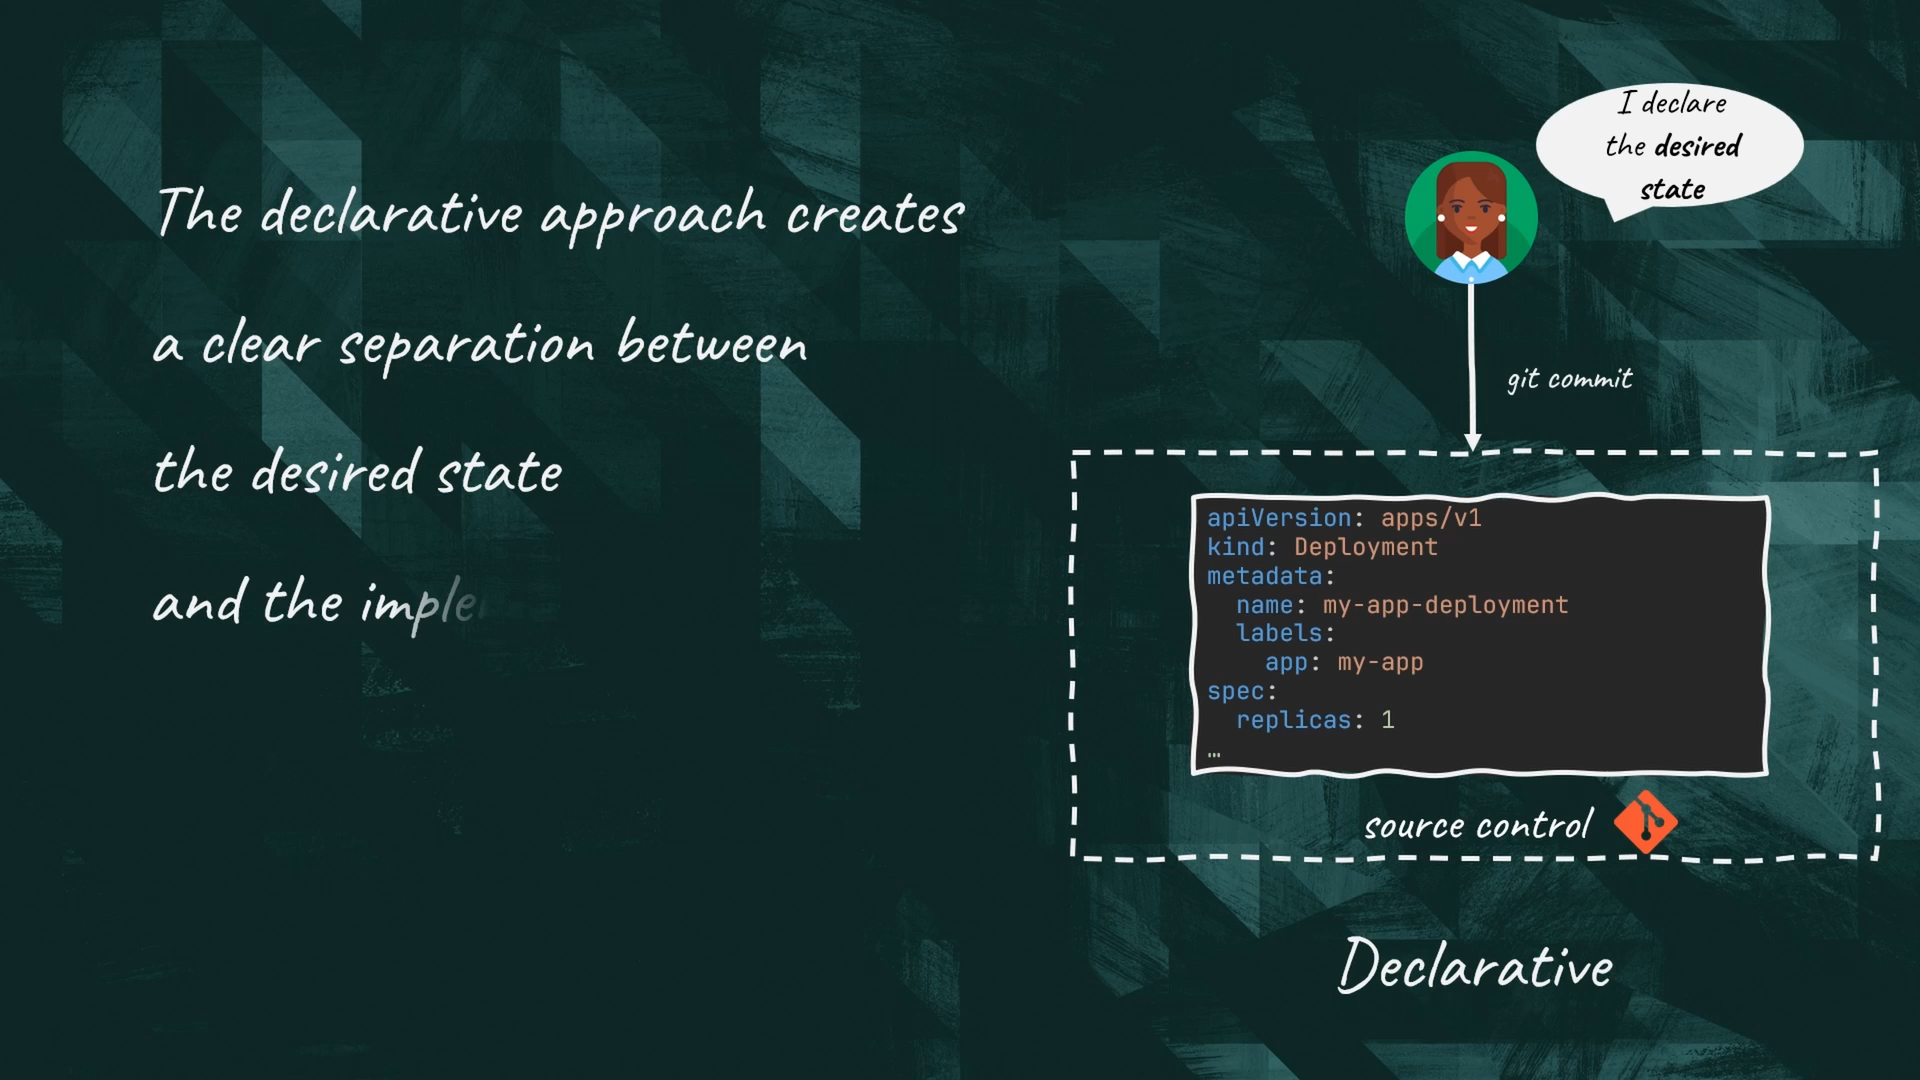 The declarative approach creates
a clear separation between
the desired state
and the imple
I declare
the desired
state
git commit
apiVersion: apps/v1
kind: Deployment
metadata:
  name: my-app-deployment
  labels:
    app: my-app
spec:
  replicas: 1
…
source control
Declarative